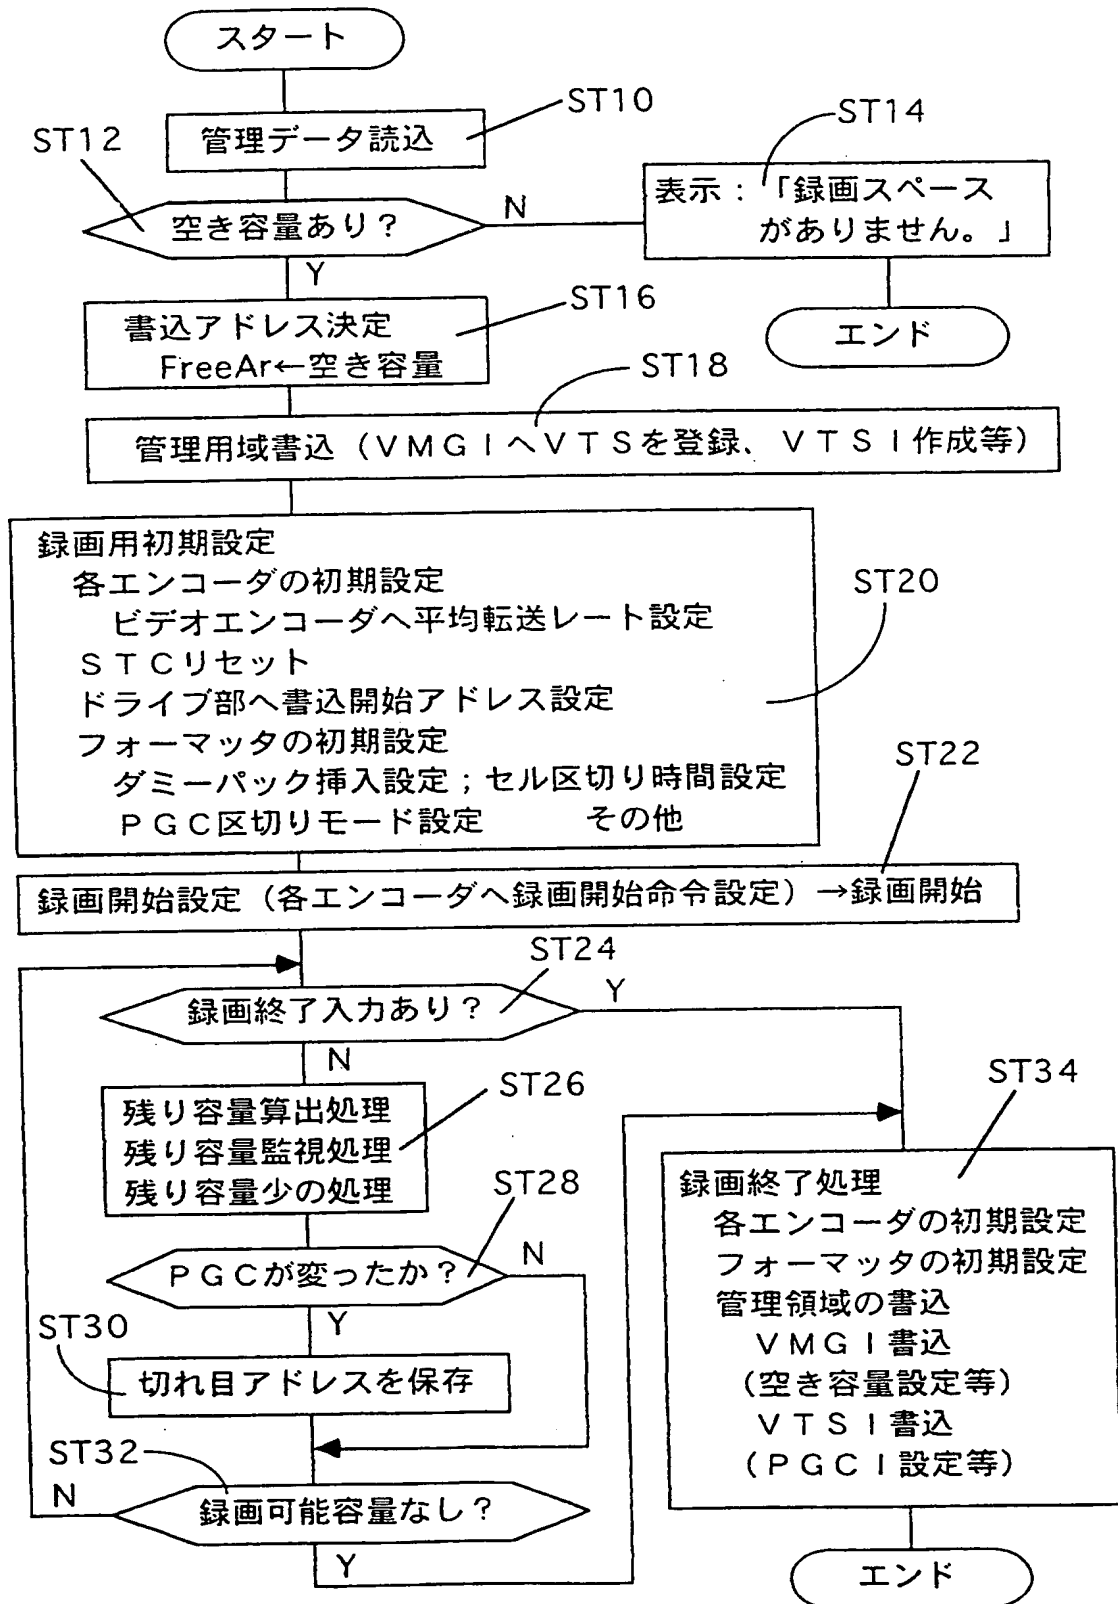 スタート
ST10
管理データ読込
ST12
空き容量あり?
N
Y
ST14
表示:「録画スペース
がありません。」
エンド
ST16
書込アドレス決定
FreeAr←空き容量
ST18
管理用域書込(VMGIへVTSを登録、VTSI作成等)
録画用初期設定
各エンコーダの初期設定
ビデオエンコーダへ平均転送レート設定
STCリセット
ドライブ部へ書込開始アドレス設定
フォーマッタの初期設定
ダミーパック挿入設定;セル区切り時間設定
PGC区切りモード設定 その他
ST20
ST22
録画開始設定(各エンコーダへ録画開始命令設定)→録画開始
ST24
録画終了入力あり?
Y
N
ST26
残り容量算出処理
残り容量監視処理
残り容量少の処理
ST28
PGCが変ったか?
N
Y
ST30
切れ目アドレスを保存
ST32
録画可能容量なし?
N
Y
ST34
録画終了処理
各エンコーダの初期設定
フォーマッタの初期設定
管理領域の書込
VMGI書込
(空き容量設定等)
VTSI書込
(PGCI設定等)
エンド